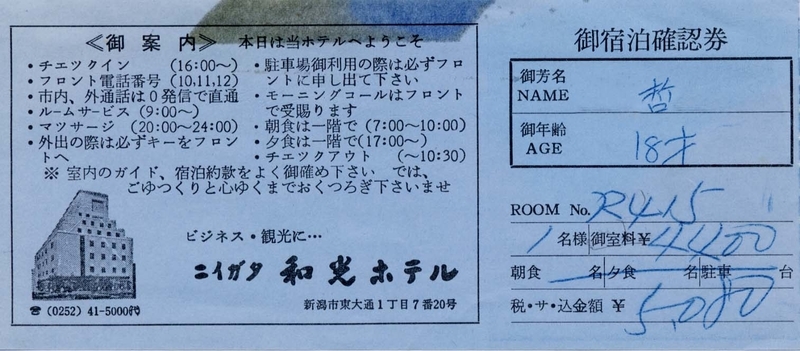 ≪御案内≫ 本日は当ホテルへようこそ
・チエツクイン (16:00〜)
・フロント電話番号 (10.11.12)
・市内、外通話は0発信で直通
・ルームサービス (9:00〜)
・マツサージ (20:00〜24:00)
・外出の際は必ずキーをフロン
トへ
・駐車場御利用の際は必ずフロ
ントに申し出て下さい
・モーニングコールはフロント
で受賜ります
・朝食は一階で (7:00〜10:00)
・夕食は一階で(17:00〜)
・チエツクアウト (〜10:30)
※ 室内のガイド、宿泊約款をよく御確め下さい では、
ごゆつくりと心ゆくまでおくつろぎ下さいませ
ビジネス・観光に…
ニイガタ 和光ホテル
☎(0252) 41-5000代
新潟市東大通1丁目7番20号
御宿泊確認券
御芳名
NAME 哲
御年齢
AGE 18才
ROOM No. R415
1名様 御室料¥ 4400
朝食 名 夕食 名 駐車 台
税・サ・込金額 ¥ 5,080